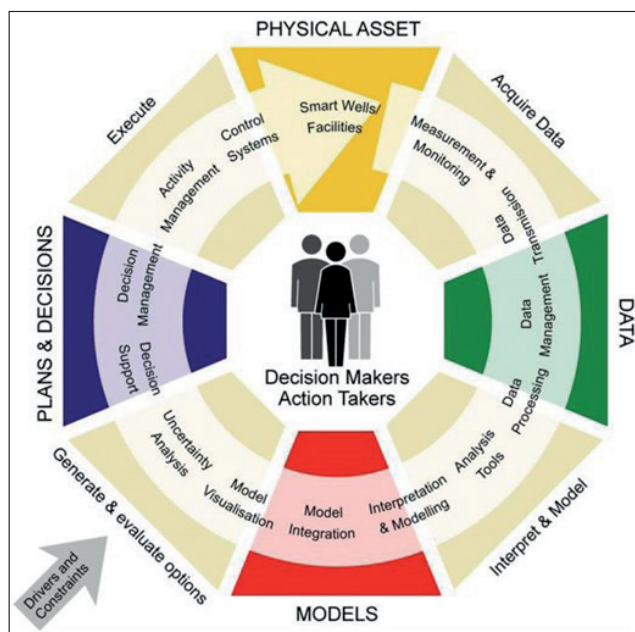 PHYSICAL ASSET
Execute
Acquire Data
Control
Systems
Smart Wells/
Facilities
Measurement &
Monitoring
Activity
Management
Data
Transmission
PLANS & DECISIONS
Decision
Management
Decision
Support
Data
Management
DATA
Decision Makers
Action Takers
Data
Processing
Uncertainty
Analysis
Model
Visualisation
Model
Integration
Interpretation
& Modelling
Analysis
Tools
Generate & evaluate options
Interpret & Model
Drivers and
Constraints
MODELS